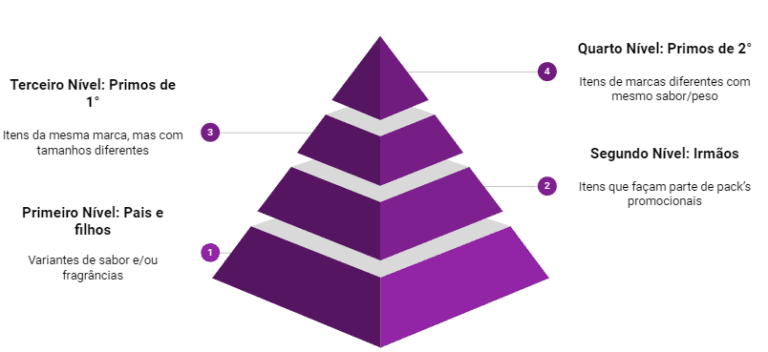 Quarto Nível: Primos de 2°
Itens de marcas diferentes com
mesmo sabor/peso
4
Terceiro Nível: Primos de
1°
Itens da mesma marca, mas com
tamanhos diferentes
3
Segundo Nível: Irmãos
Itens que façam parte de pack's
promocionais
2
Primeiro Nível: Pais e
filhos
Variantes de sabor e/ou
fragrâncias
1